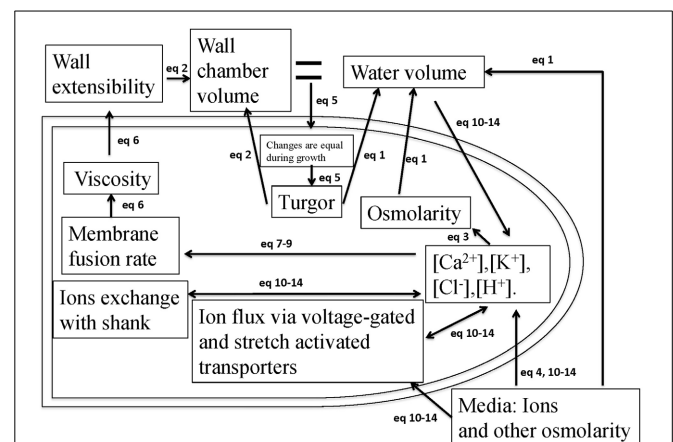 Wall
extensibility
eq 2
Wall
chamber
volume
=
eq 5
Water volume
eq 1
eq 10-14
eq 6
Changes are equal
during growth
eq 2
eq 5
eq 1
eq 1
Viscosity
Turgor
Osmolarity
eq 6
eq 3
Membrane
fusion rate
eq 7-9
[Ca²⁺],[K⁺],
[Cl⁻],[H⁺].
Ions exchange
with shank
eq 10-14
Ion flux via voltage-gated
and stretch activated
transporters
eq 10-14
eq 4, 10-14
eq 10-14
Media: Ions
and other osmolarity